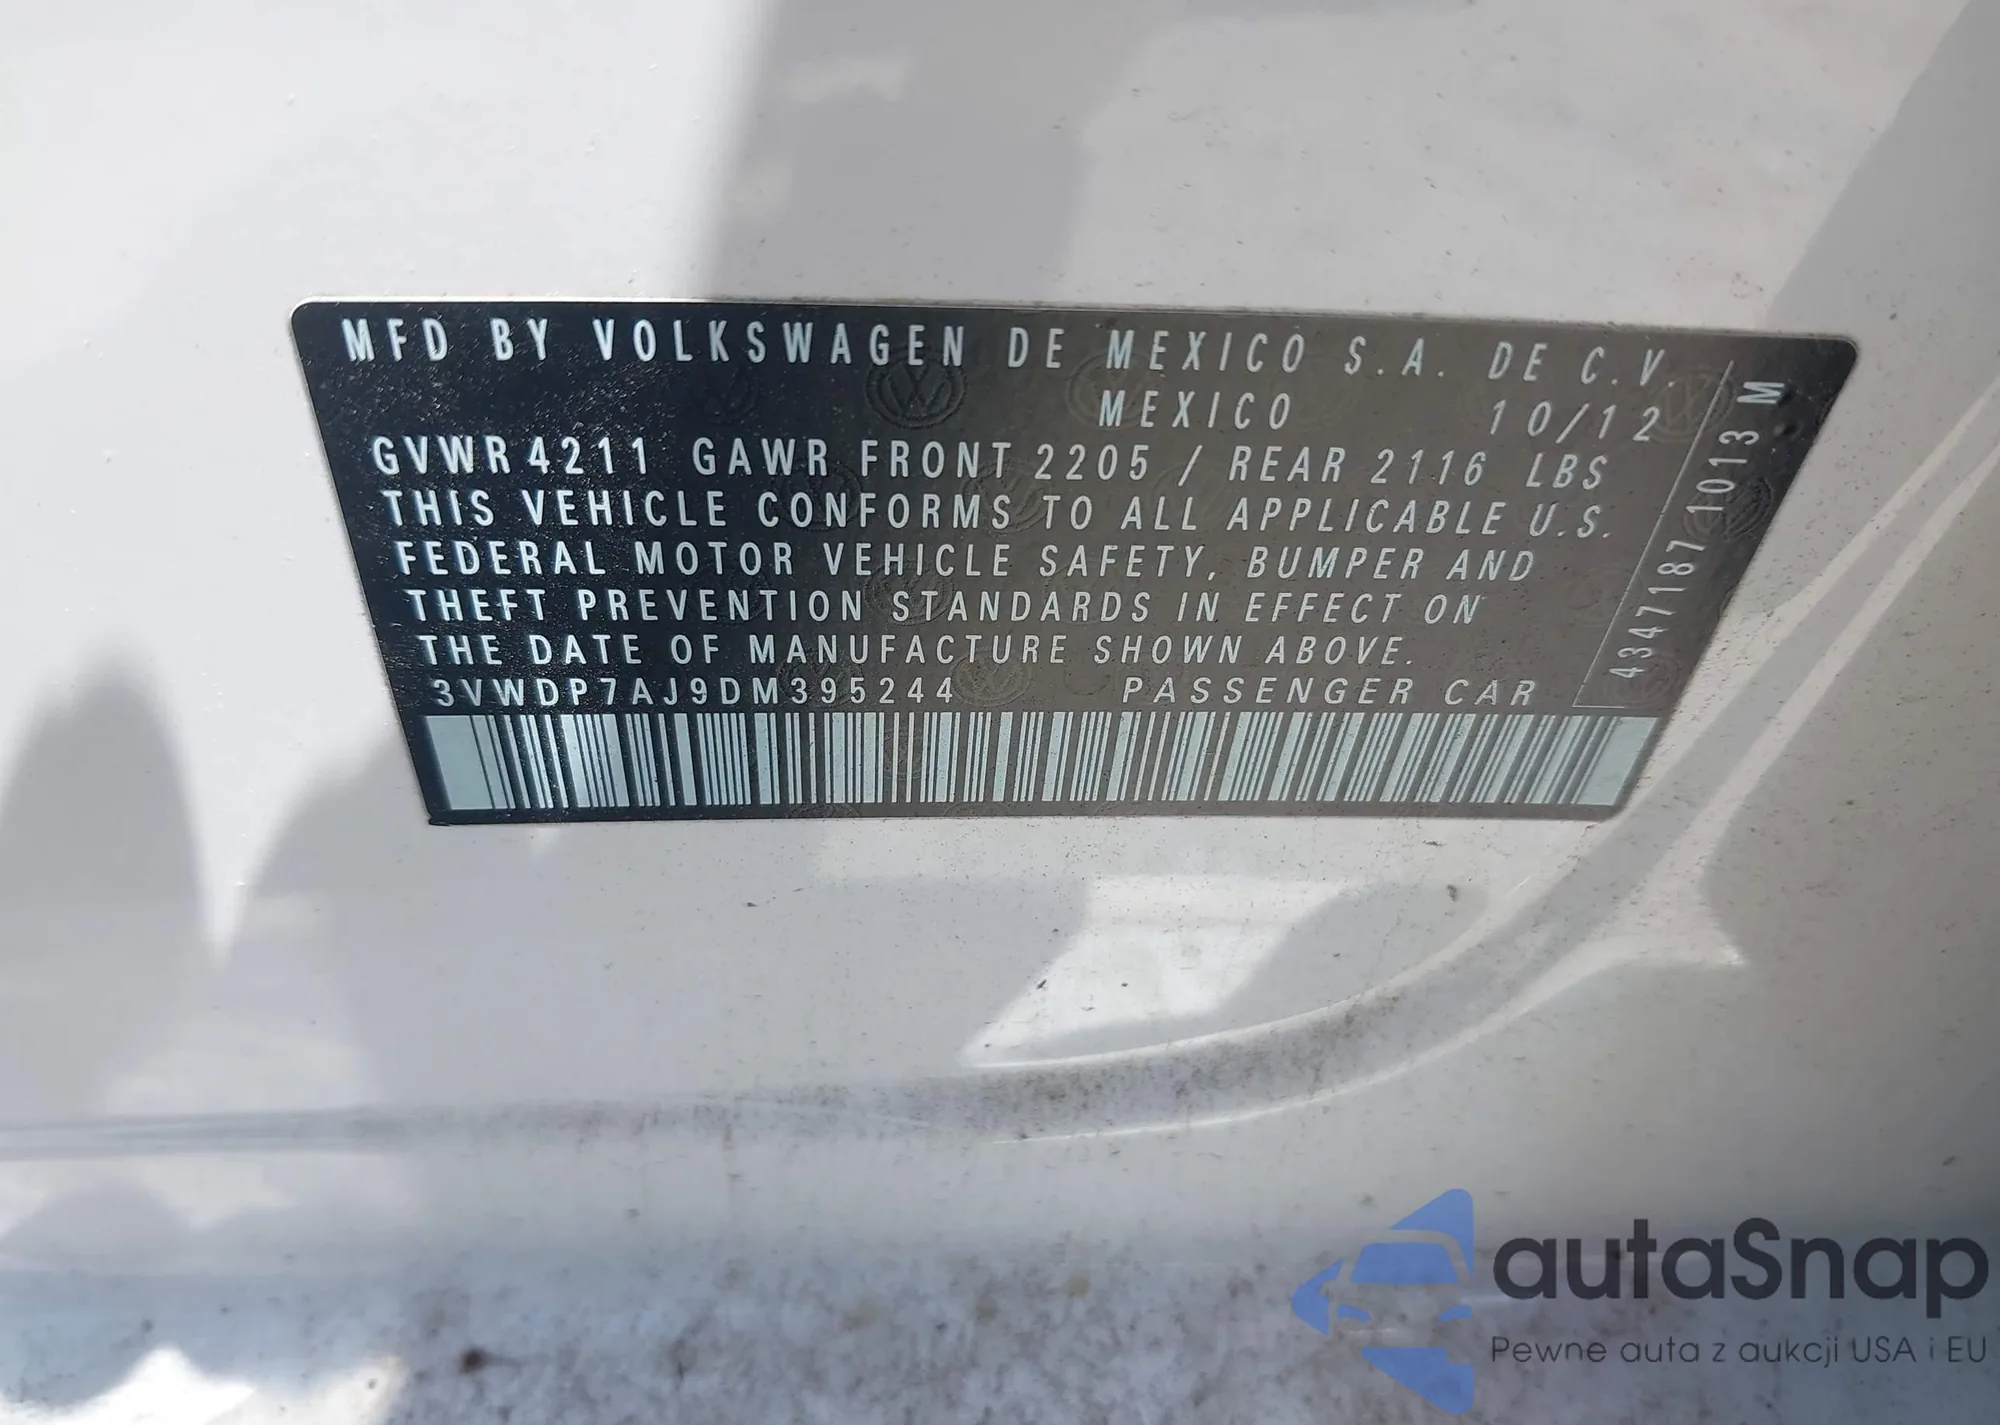 MFD BY VOLKSWAGEN DE MEXICO S.A. DE C.V.
MEXICO 10/12
GVWR 4211 GAWR FRONT 2205 / REAR 2116 LBS
THIS VEHICLE CONFORMS TO ALL APPLICABLE U.S.
FEDERAL MOTOR VEHICLE SAFETY, BUMPER AND
THEFT PREVENTION STANDARDS IN EFFECT ON
THE DATE OF MANUFACTURE SHOWN ABOVE.
3VWDP7AJ9DM395244 PASSENGER CAR
4347187 1013 M
autaSnap
Pewne auta z aukcji USA i EU